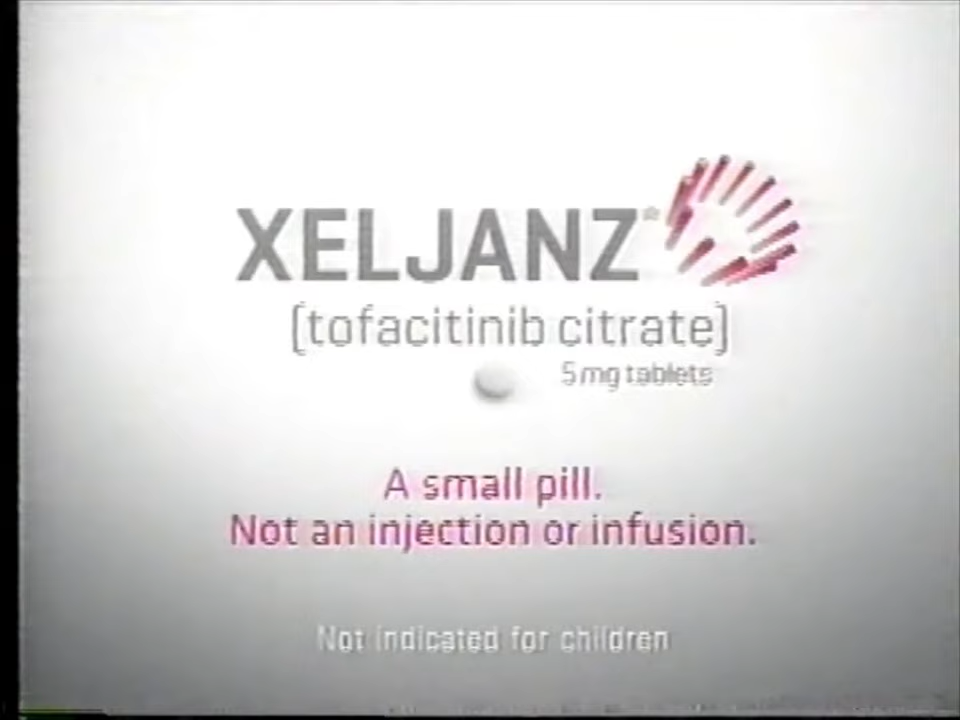 XELJANZ®
(tofacitinib citrate)
5 mg tablets
A small pill.
Not an injection or infusion.
Not indicated for children